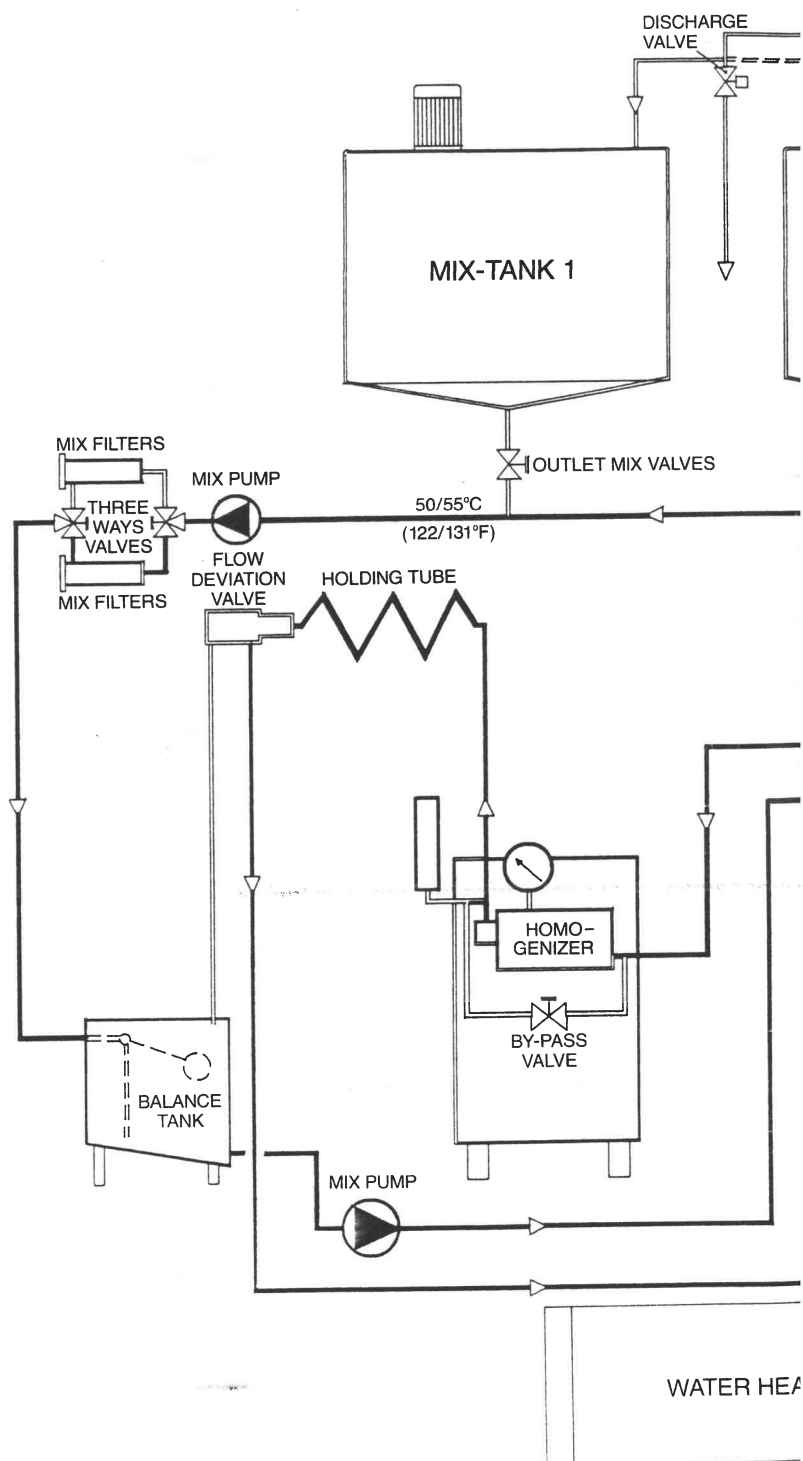 DISCHARGE
VALVE
MIX-TANK 1
MIX FILTERS
MIX PUMP
OUTLET MIX VALVES
THREE
WAYS
VALVES
50/55°C
(122/131°F)
FLOW
DEVIATION
VALVE
HOLDING TUBE
MIX FILTERS
HOMO-
GENIZER
BY-PASS
VALVE
BALANCE
TANK
MIX PUMP
WATER HEA